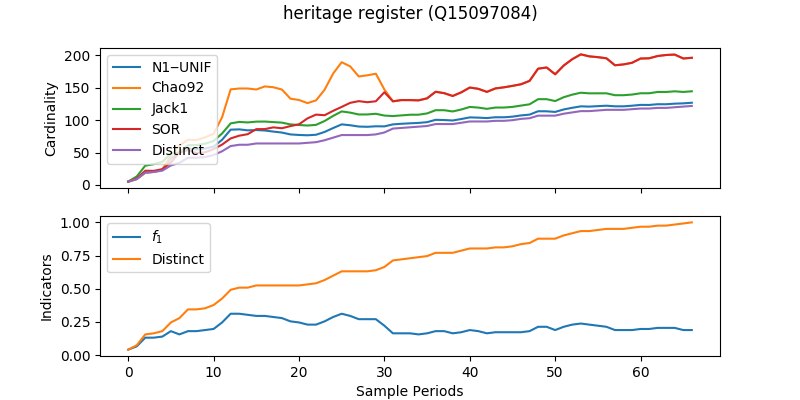 heritage register (Q15097084)
Cardinality
200
150
100
50
0
N1−UNIF
Chao92
Jack1
SOR
Distinct
Indicators
1.00
0.75
0.50
0.25
0.00
f1
Distinct
0 10 20 30 40 50 60
Sample Periods